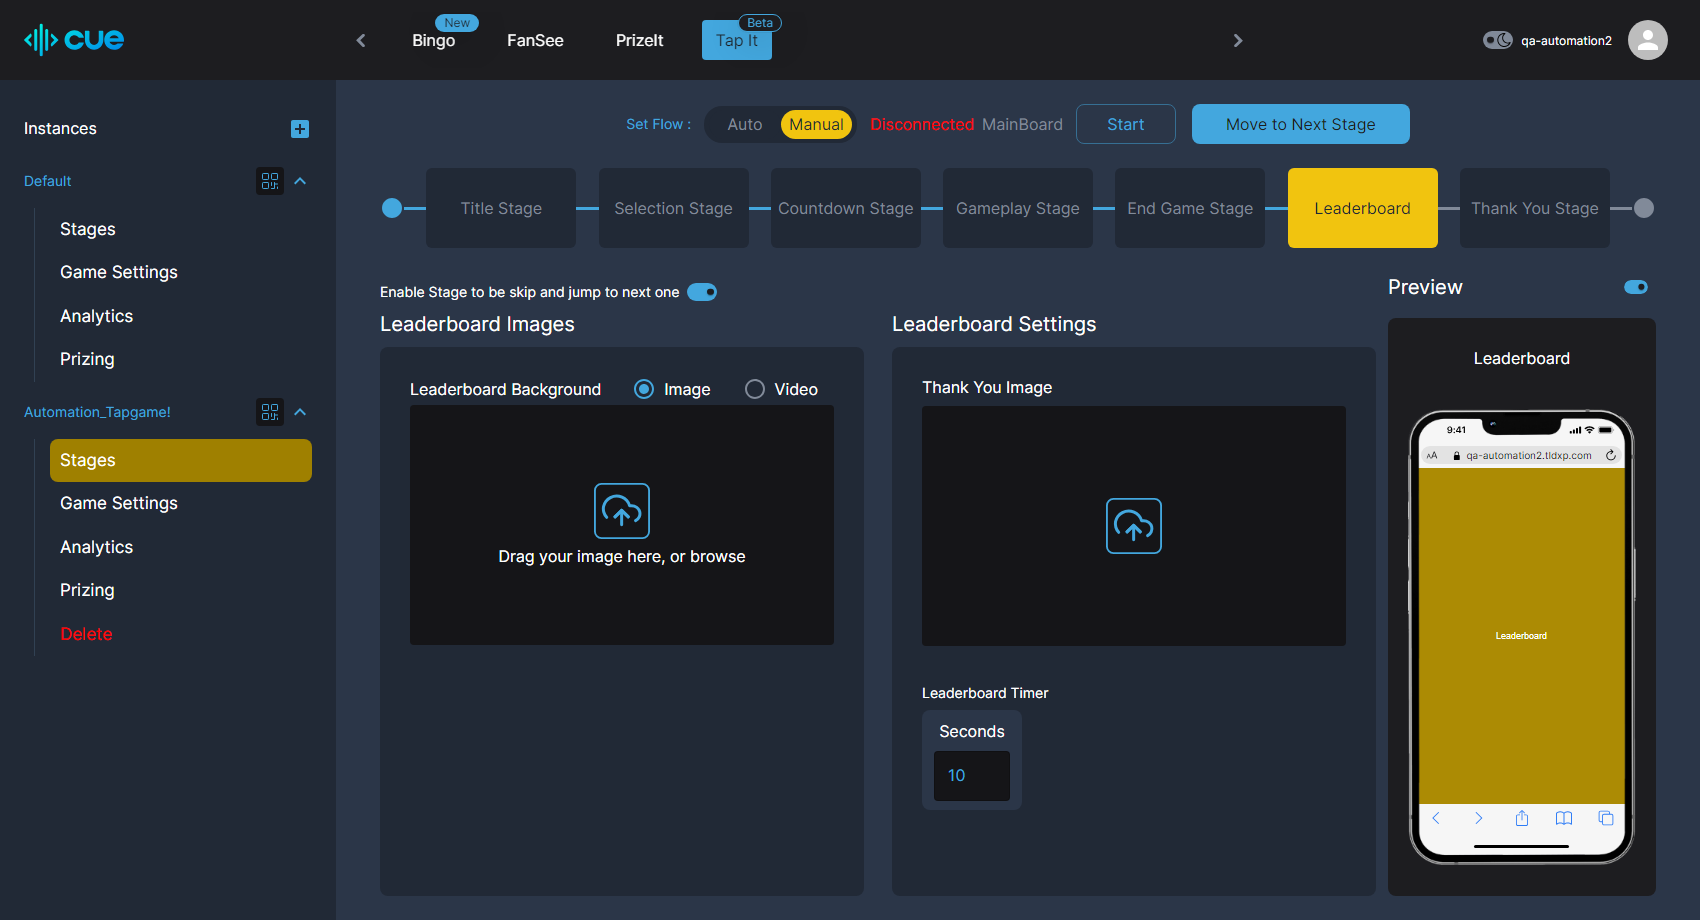 cue
Bingo
New
FanSee
PrizeIt
Tap It
Beta
qa-automation2
Instances
Default
Stages
Game Settings
Analytics
Prizing
Automation_Tapgame!
Stages
Game Settings
Analytics
Prizing
Delete
Set Flow :
Auto
Manual
Disconnected MainBoard
Start
Move to Next Stage
Title Stage
Selection Stage
Countdown Stage
Gameplay Stage
End Game Stage
Leaderboard
Thank You Stage
Enable Stage to be skip and jump to next one
Leaderboard Images
Leaderboard Background
Image
Video
Drag your image here, or browse
Leaderboard Settings
Thank You Image
Leaderboard Timer
Seconds
10
Preview
Leaderboard
9:41
AA
qa-automation2.tldxp.com
Leaderboard